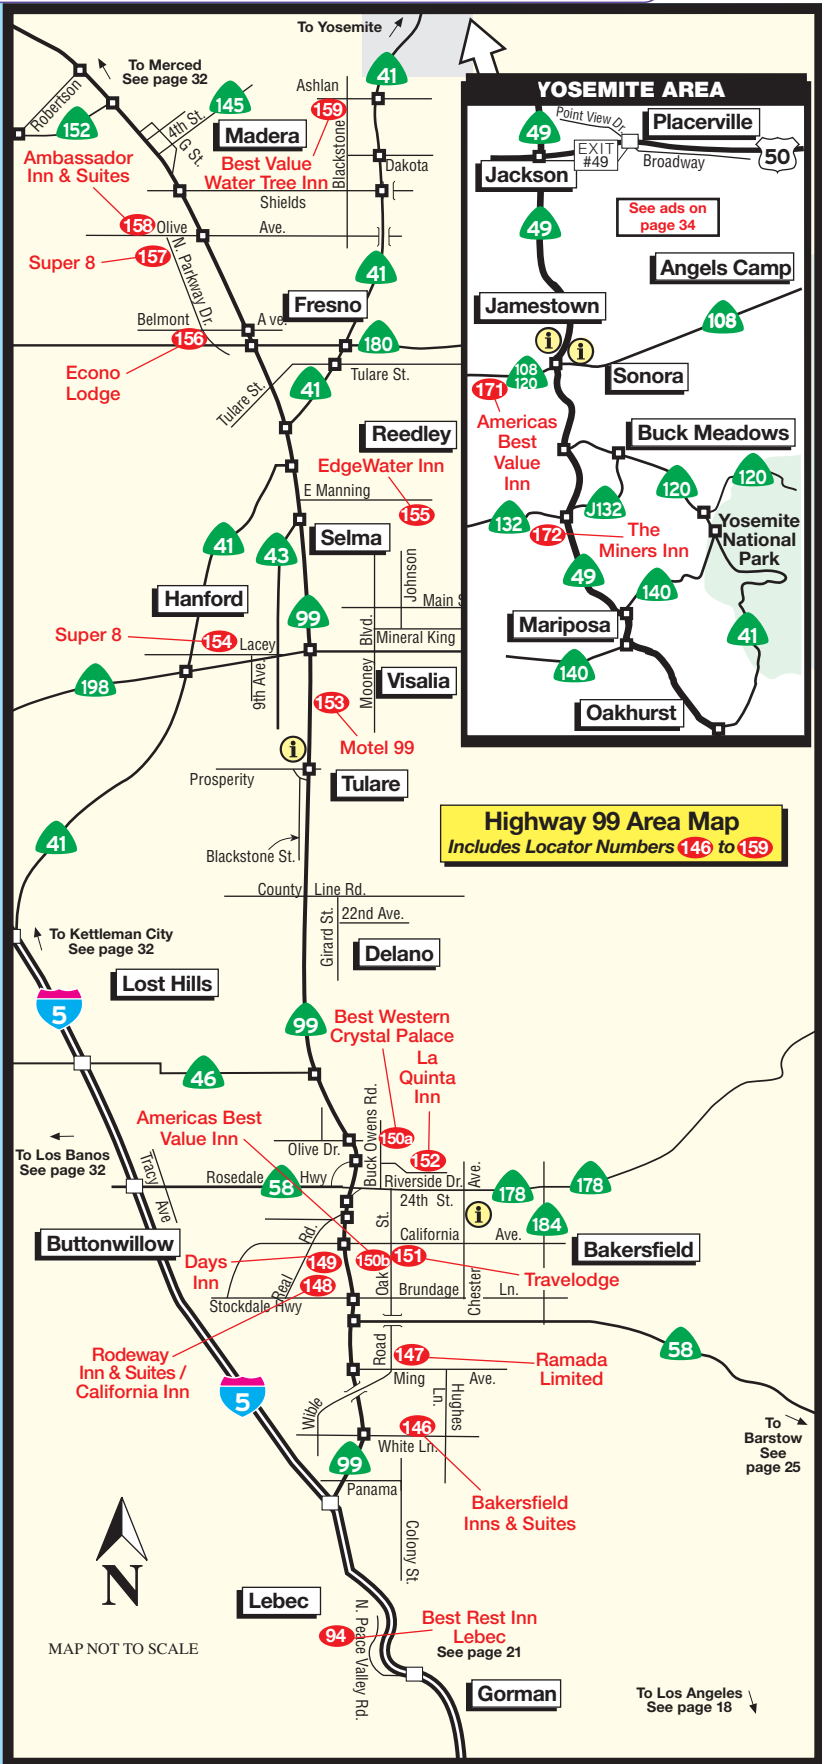 To Yosemite
To Merced
See page 32
41
Robertson
152
4th St.
G St.
145
Madera
Ashlan
159
Blackstone
Best Value
Water Tree Inn
Dakota
Ambassador
Inn & Suites
Shields
158
Olive
Ave.
157
Super 8
N. Parkway Dr.
41
Fresno
Belmont
Ave.
156
180
Econo
Lodge
Tulare St.
Tulare St.
41
Reedley
EdgeWater Inn
E Manning
155
Selma
41
43
Johnson
Hanford
99
Main S
Blvd.
Mineral King
Super 8
154
Lacey
9th Ave.
198
Mooney
Visalia
153
Motel 99
i
Prosperity
Tulare
Blackstone St.
41
YOSEMITE AREA
49
Point View Dr.
Placerville
EXIT
#49
Broadway
50
Jackson
49
See ads on
page 34
Angels Camp
Jamestown
108
i
i
108
120
Sonora
171
Americas
Best
Value
Inn
Buck Meadows
120
120
J132
132
172
The
Miners Inn
Yosemite
National
Park
49
140
Mariposa
41
140
Oakhurst
Highway 99 Area Map
Includes Locator Numbers 146 to 159
County Line Rd.
Girard St.
22nd Ave.
To Kettleman City
See page 32
Delano
Lost Hills
5
99
Best Western
Crystal Palace
La
Quinta
Inn
46
Americas Best
Value Inn
Buck Owens Rd.
150a
152
Olive Dr.
To Los Banos
See page 32
Tracy
Ave
Rosedale
58
Hwy
Riverside Dr.
Ave.
24th St.
178
178
St.
i
184
Buttonwillow
Rd.
California
Ave.
Bakersfield
Days
Inn
149
150b
151
Travelodge
148
Real
Oak
Brundage
Chester
Ln.
Stockdale Hwy
58
Rodeway
Inn & Suites /
California Inn
Road
147
Ramada
Limited
Ming
Ave.
5
Wible
Ln.
Hughes
146
White Ln.
To
Barstow
See
page 25
99
Panama
Bakersfield
Inns & Suites
Colony St.
N
Lebec
N. Peace Valley Rd.
94
Best Rest Inn
Lebec
See page 21
MAP NOT TO SCALE
Gorman
To Los Angeles
See page 18